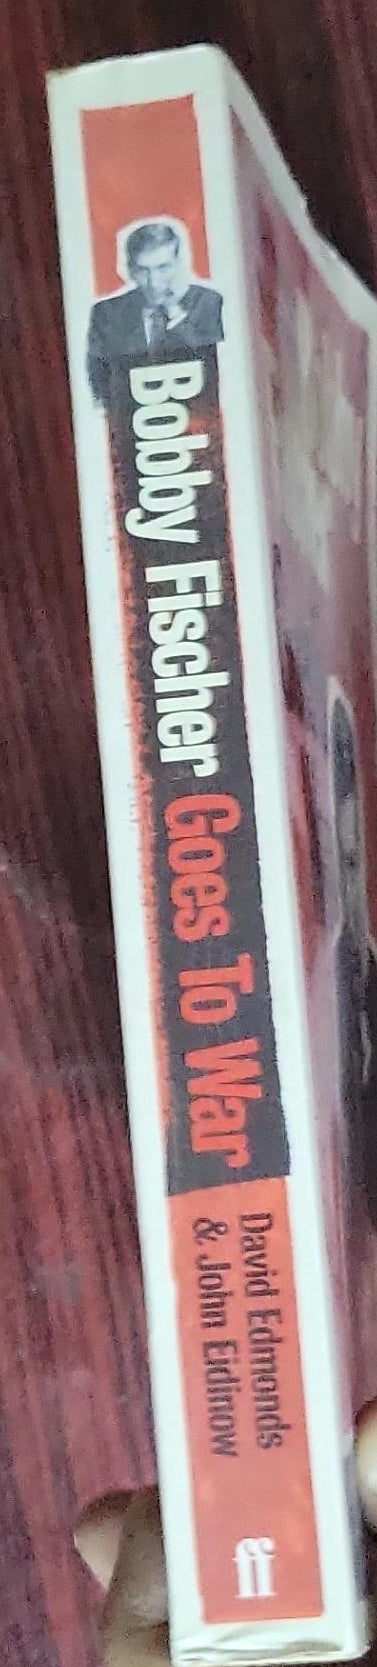 Bobby Fischer Goes To War
David Edmonds
& John Eidinow
ff